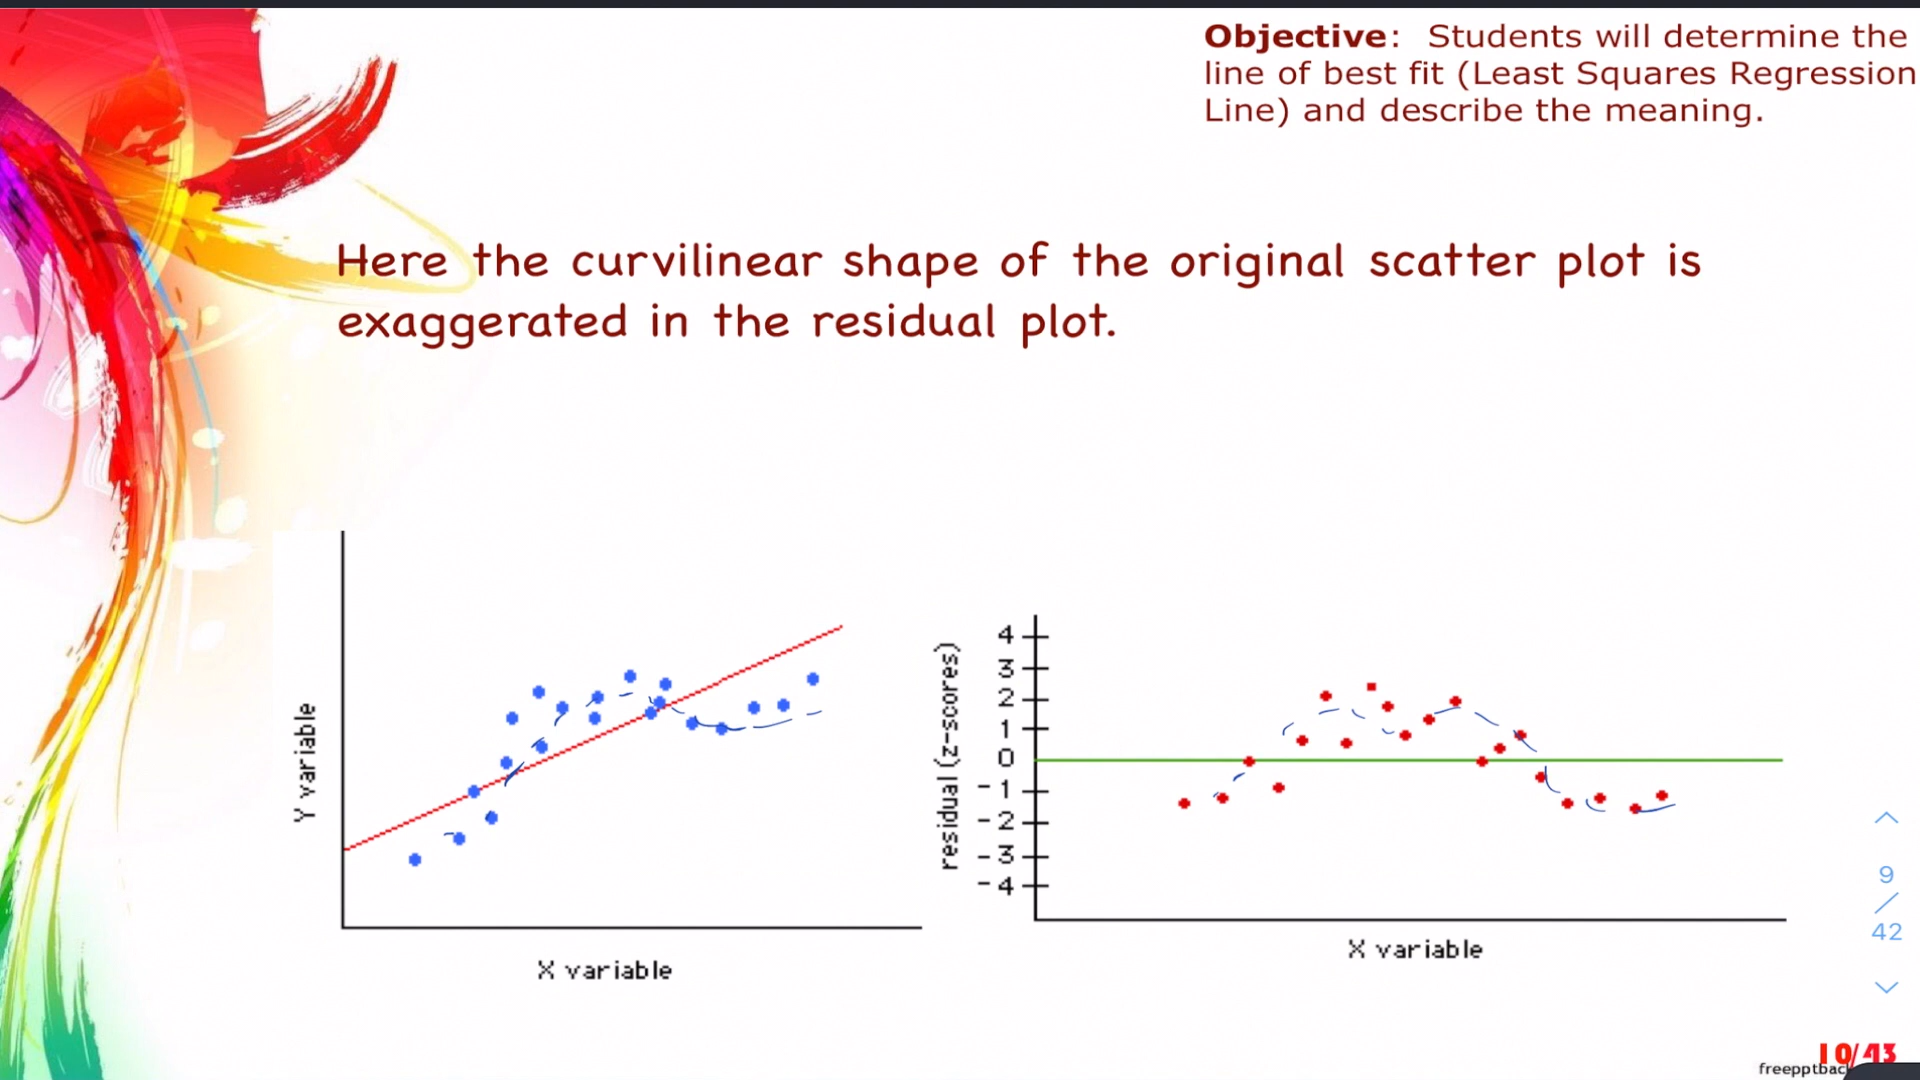 Objective: Students will determine the
line of best fit (Least Squares Regression
Line) and describe the meaning.
Here the curvilinear shape of the original scatter plot is
exaggerated in the residual plot.
Y variable
X variable
residual (z-scores)
4
3
2
1
0
-1
-2
-3
-4
X variable
9
/
42
10/43
freepptbac